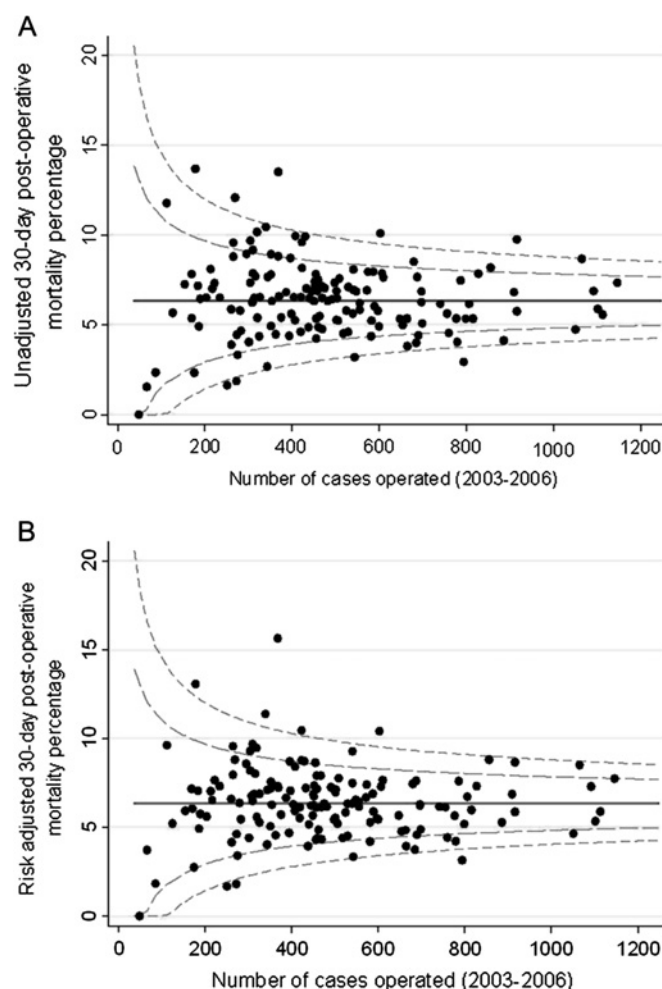 A
Unadjusted 30-day post-operative
mortality percentage
20
15
10
5
0
0 200 400 600 800 1000 1200
Number of cases operated (2003-2006)
B
Risk adjusted 30-day post-operative
mortality percentage
20
15
10
5
0
0 200 400 600 800 1000 1200
Number of cases operated (2003-2006)